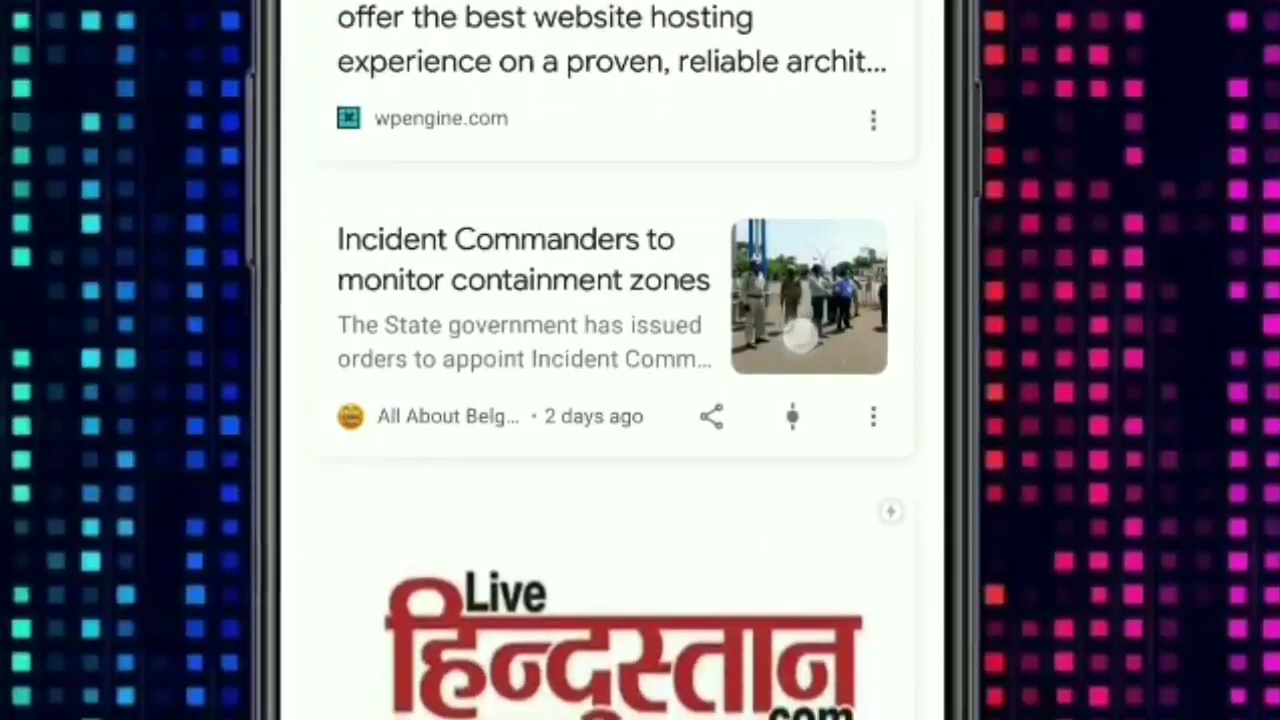 offer the best website hosting
experience on a proven, reliable archit...
wpengine.com
Incident Commanders to
monitor containment zones
The State government has issued
orders to appoint Incident Comm...
All About Belg... • 2 days ago
Live
हिन्दुस्तान
.com